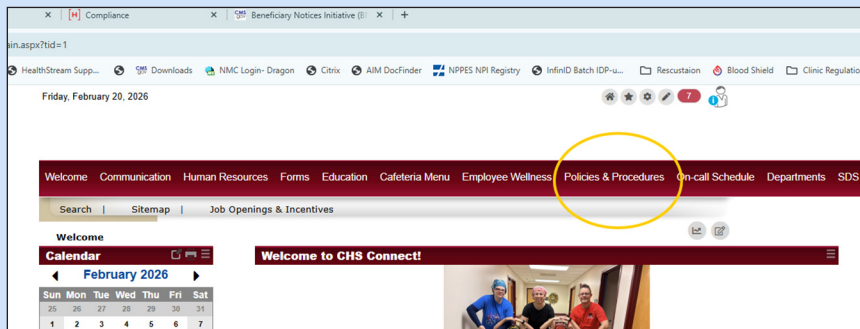 Compliance
Beneficiary Notices Initiative (BI
ain.aspx?tid=1
HealthStream Supp... Downloads NMC Login- Dragon Citrix AIM DocFinder NPPES NPI Registry InfinID Batch IDP-u... Rescustaion Blood Shield Clinic Regulatio
Friday, February 20, 2026
7
Welcome Communication Human Resources Forms Education Cafeteria Menu Employee Wellness Policies & Procedures On-call Schedule Departments SDS
Search | Sitemap | Job Openings & Incentives
Welcome
Calendar
Welcome to CHS Connect!
February 2026
Sun Mon Tue Wed Thu Fri Sat
25 26 27 28 29 30 31
1 2 3 4 5 6 7